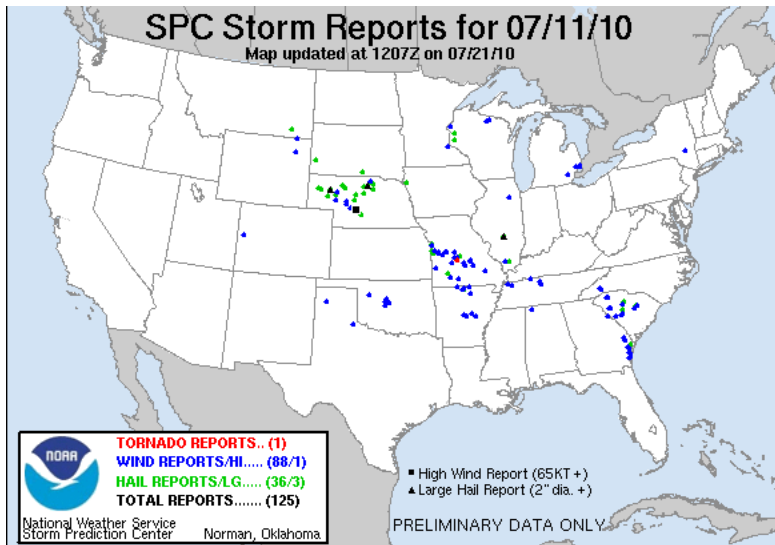 SPC Storm Reports for 07/11/10
Map updated at 1207Z on 07/21/10
NOAA
TORNADO REPORTS.. (1)
WIND REPORTS/HI..... (88/1)
HAIL REPORTS/LG..... (36/3)
TOTAL REPORTS....... (125)
National Weather Service
Storm Prediction Center Norman, Oklahoma
High Wind Report (65KT +)
Large Hail Report (2" dia. +)
PRELIMINARY DATA ONLY